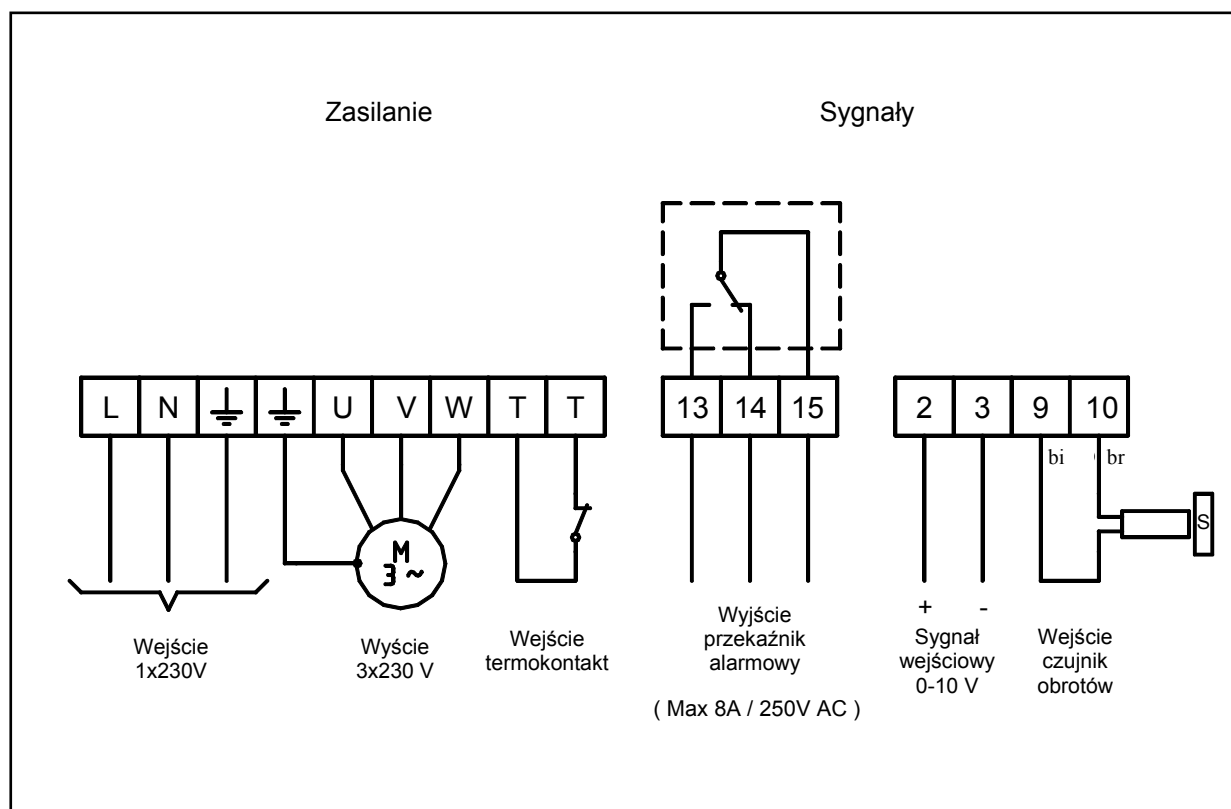 Zasilanie
Sygnały
L N U V W T T
13 14 15
2 3 9 10
bi br
S
M
3 ~
+ -
Wejście
1x230V
Wyście
3x230 V
Wejście
termokontakt
Wyjście
przekaźnik
alarmowy
( Max 8A / 250V AC )
Sygnał
wejściowy
0-10 V
Wejście
czujnik
obrotów